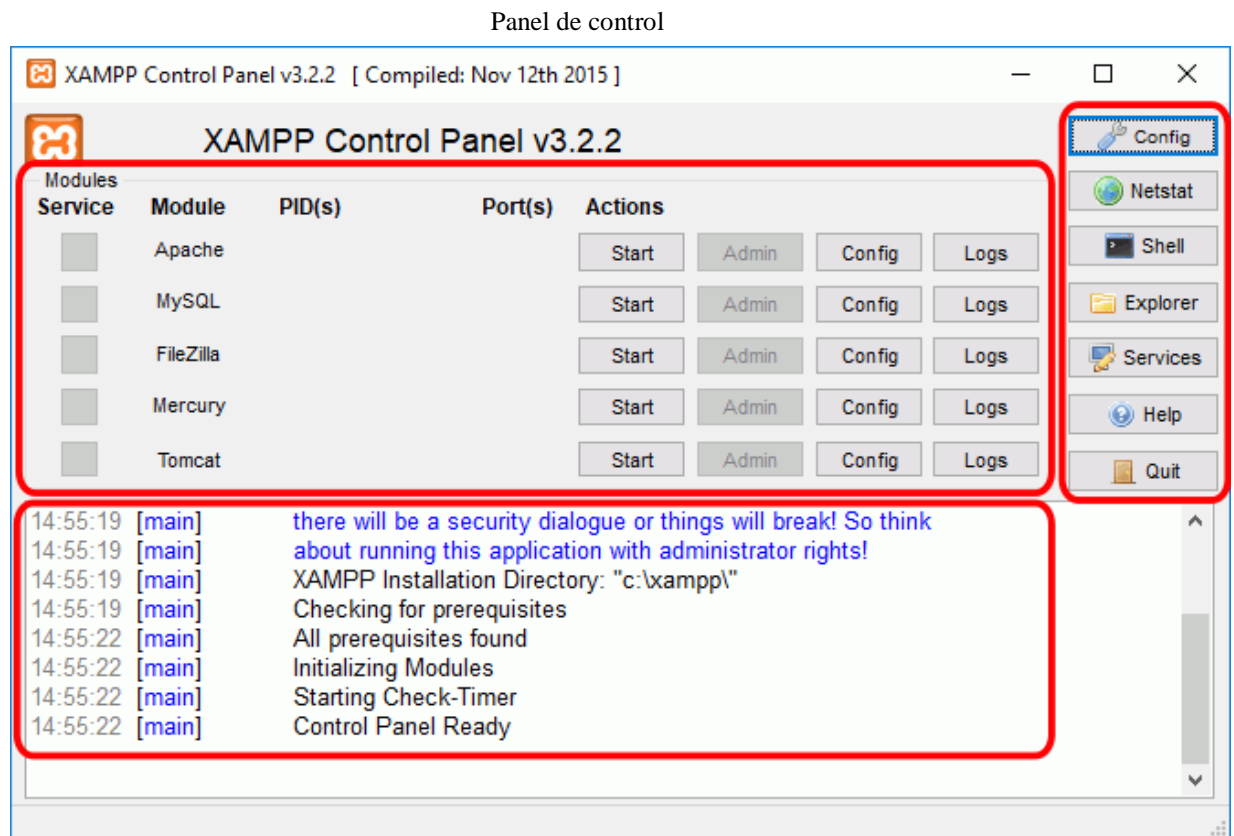 Panel de control
XAMPP Control Panel v3.2.2 [ Compiled: Nov 12th 2015 ]
XAMPP Control Panel v3.2.2
Modules
Service Module PID(s) Port(s) Actions
Apache Start Admin Config Logs
MySQL Start Admin Config Logs
FileZilla Start Admin Config Logs
Mercury Start Admin Config Logs
Tomcat Start Admin Config Logs
Config
Netstat
Shell
Explorer
Services
Help
Quit
14:55:19 [main] there will be a security dialogue or things will break! So think
14:55:19 [main] about running this application with administrator rights!
14:55:19 [main] XAMPP Installation Directory: "c:\xampp\"
14:55:19 [main] Checking for prerequisites
14:55:22 [main] All prerequisites found
14:55:22 [main] Initializing Modules
14:55:22 [main] Starting Check-Timer
14:55:22 [main] Control Panel Ready